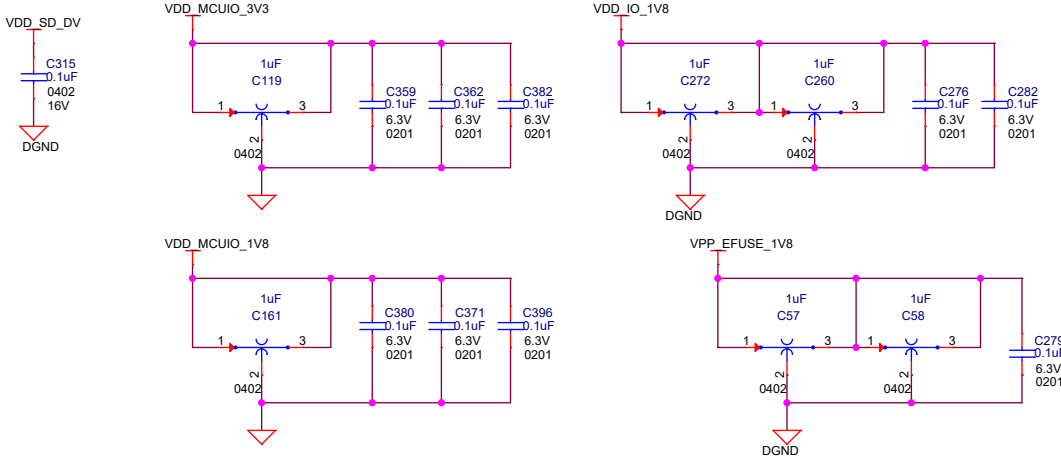 VDD_SD_DV
C315
0.1uF
0402
16V
DGND
VDD_MCUIO_3V3
1uF
C119
1
3
2
0402
C359
0.1uF
6.3V
0201
C362
0.1uF
6.3V
0201
C382
0.1uF
6.3V
0201
VDD_IO_1V8
1uF
C272
1
3
2
0402
1uF
C260
1
3
2
0402
C276
0.1uF
6.3V
0201
C282
0.1uF
6.3V
0201
DGND
VDD_MCUIO_1V8
1uF
C161
1
3
2
0402
C380
0.1uF
6.3V
0201
C371
0.1uF
6.3V
0201
C396
0.1uF
6.3V
0201
VPP_EFUSE_1V8
1uF
C57
1
3
2
0402
1uF
C58
1
3
2
0402
C279
0.1uF
6.3V
0201
DGND